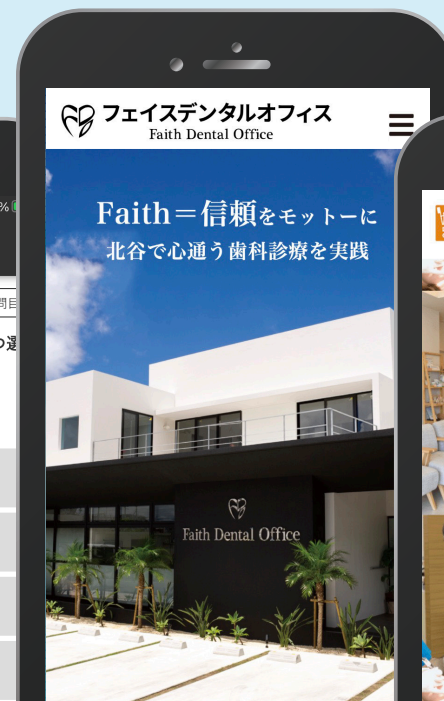 フェイスデンタルオフィス
Faith Dental Office
Faith＝信頼をモットーに
北谷で心通う歯科診療を実践
Faith Dental Office
%
問目